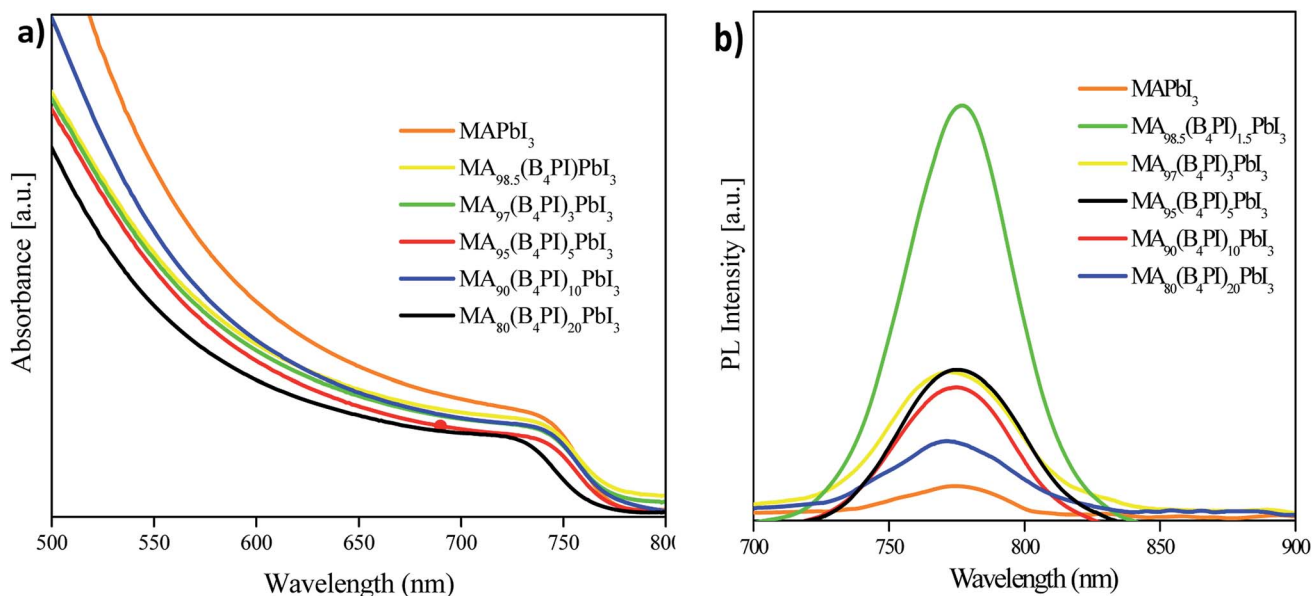 a)
Absorbance [a.u.]
MAPbI₃
MA₉₈.₅(B₄PI)PbI₃
MA₉₇(B₄PI)₃PbI₃
MA₉₅(B₄PI)₅PbI₃
MA₉₀(B₄PI)₁₀PbI₃
MA₈₀(B₄PI)₂₀PbI₃
500 550 600 650 700 750 800
Wavelength (nm)
b)
PL Intensity [a.u.]
MAPbI₃
MA₉₈.₅(B₄PI)₁.₅PbI₃
MA₉₇(B₄PI)₃PbI₃
MA₉₅(B₄PI)₅PbI₃
MA₉₀(B₄PI)₁₀PbI₃
MA₈₀(B₄PI)₂₀PbI₃
700 750 800 850 900
Wavelength (nm)